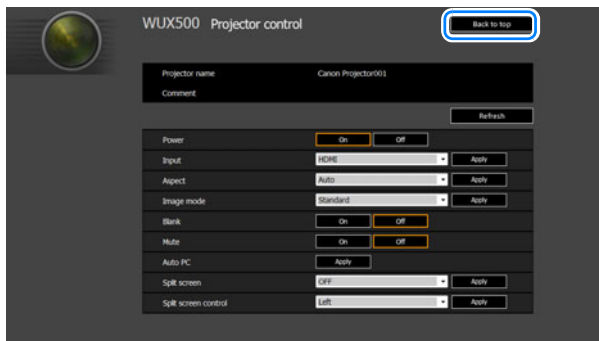 WUX500 Projector control Back to top
Projector name Canon Projector001
Comment
Refresh
Power On Off
Input HDMI Apply
Aspect Auto Apply
Image mode Standard Apply
Blank On Off
Mute On Off
Auto PC Apply
Split screen OFF Apply
Split screen control Left Apply